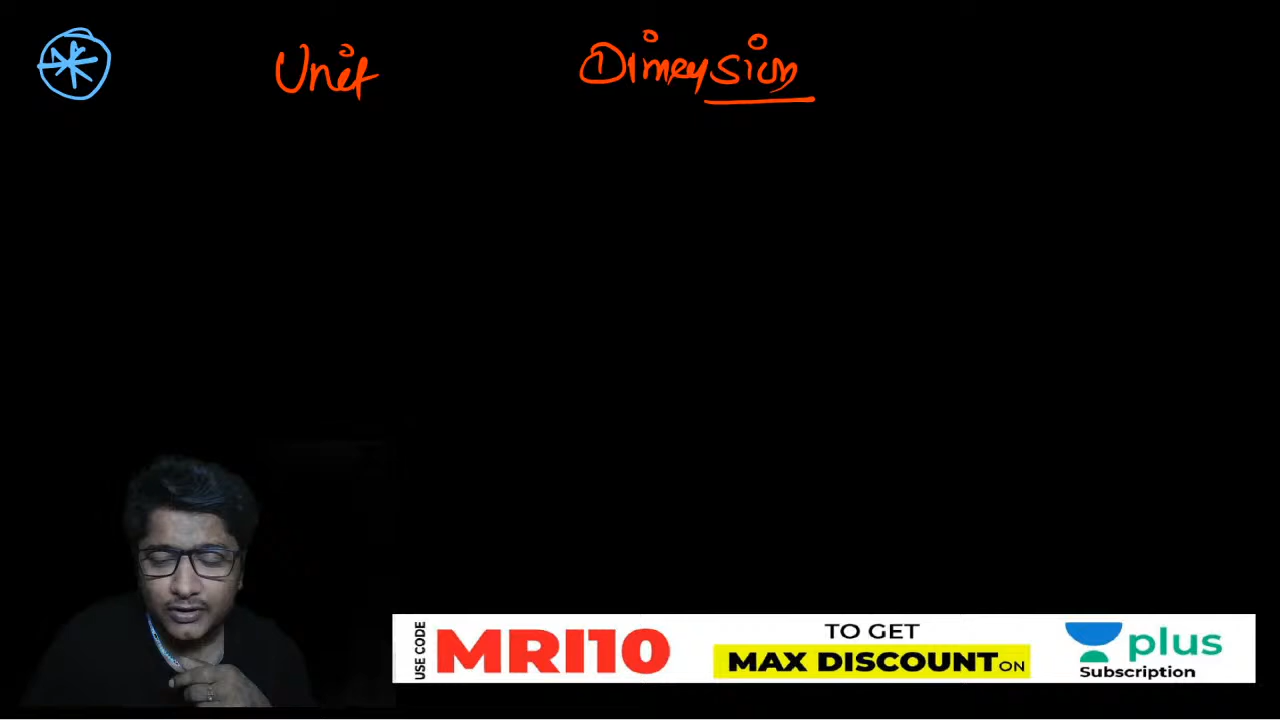 Unit Dimension
USE CODE
MRI10
TO GET
MAX DISCOUNT ON
plus
Subscription